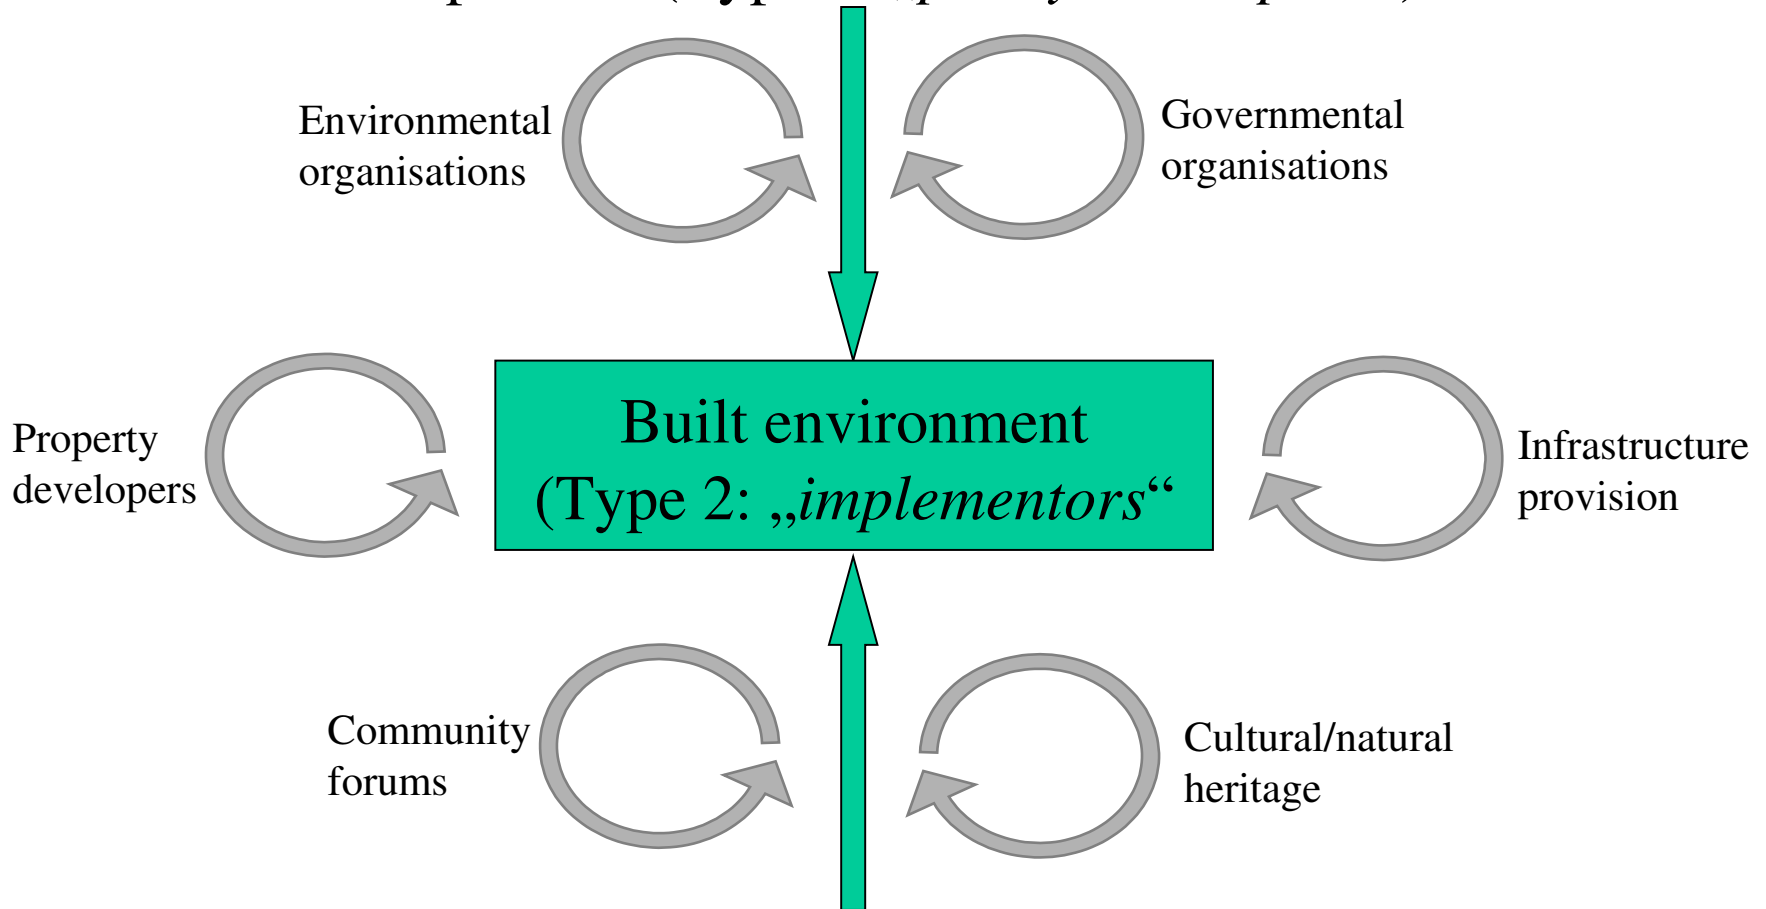 Environmental
organisations
Governmental
organisations
Property
developers
Built environment
(Type 2: „implementors“
Infrastructure
provision
Community
forums
Cultural/natural
heritage